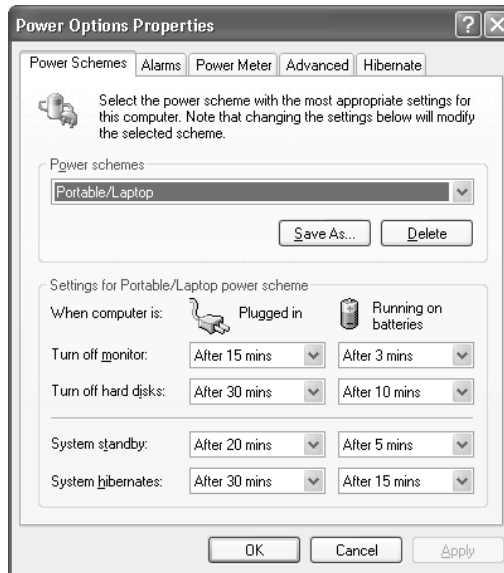 Power Options Properties
Power Schemes Alarms Power Meter Advanced Hibernate
Select the power scheme with the most appropriate settings for
this computer. Note that changing the settings below will modify
the selected scheme.
Power schemes
Portable/Laptop
Save As... Delete
Settings for Portable/Laptop power scheme
When computer is: Plugged in Running on
batteries
Turn off monitor: After 15 mins After 3 mins
Turn off hard disks: After 30 mins After 10 mins
System standby: After 20 mins After 5 mins
System hibernates: After 30 mins After 15 mins
OK Cancel Apply